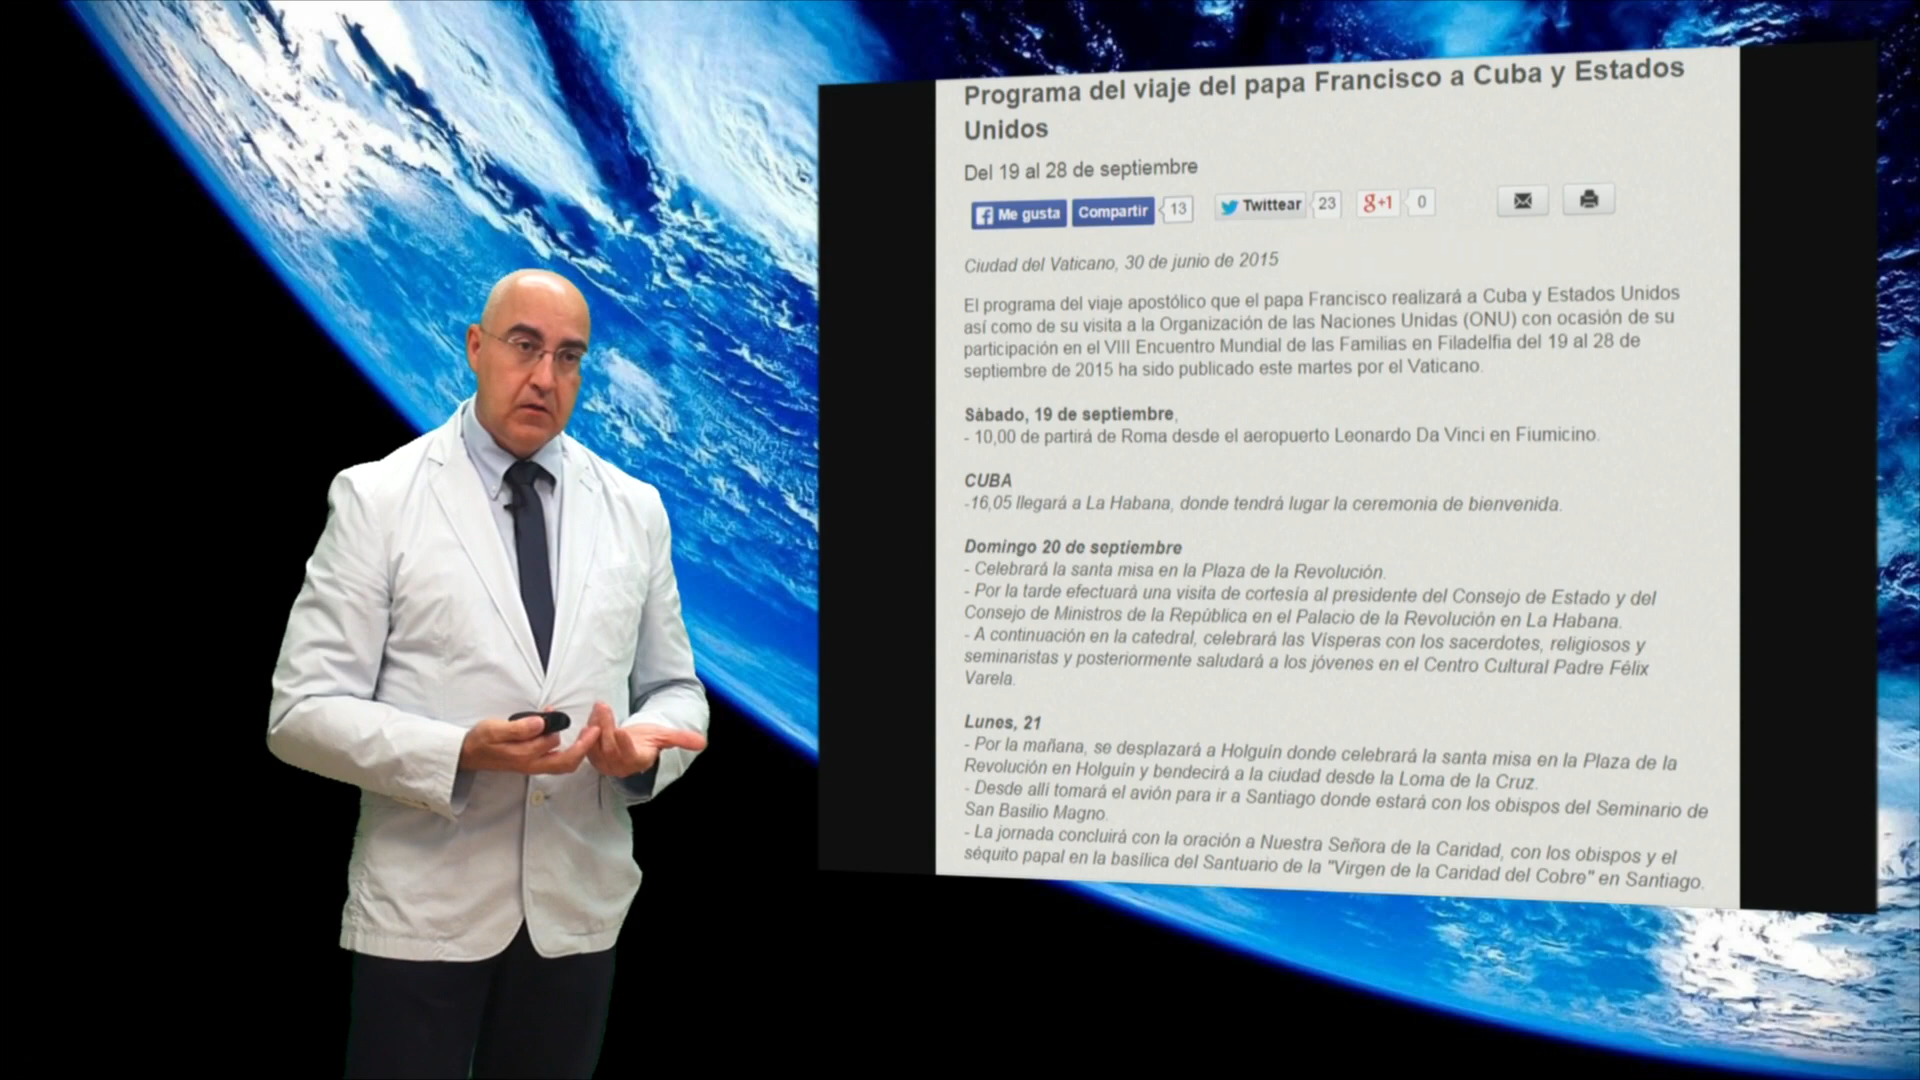 Programa del viaje del papa Francisco a Cuba y Estados
Unidos
Del 19 al 28 de septiembre
Me gusta Compartir 13 Twittear 23 g+1 0
Ciudad del Vaticano, 30 de junio de 2015
El programa del viaje apostólico que el papa Francisco realizará a Cuba y Estados Unidos
así como de su visita a la Organización de las Naciones Unidas (ONU) con ocasión de su
participación en el VIII Encuentro Mundial de las Familias en Filadelfia del 19 al 28 de
septiembre de 2015 ha sido publicado este martes por el Vaticano.
Sábado, 19 de septiembre,
- 10,00 de partirá de Roma desde el aeropuerto Leonardo Da Vinci en Fiumicino.
CUBA
-16,05 llegará a La Habana, donde tendrá lugar la ceremonia de bienvenida.
Domingo 20 de septiembre
- Celebrará la santa misa en la Plaza de la Revolución.
- Por la tarde efectuará una visita de cortesía al presidente del Consejo de Estado y del
Consejo de Ministros de la República en el Palacio de la Revolución en La Habana.
- A continuación en la catedral, celebrará las Vísperas con los sacerdotes, religiosos y
seminaristas y posteriormente saludará a los jóvenes en el Centro Cultural Padre Félix
Varela.
Lunes, 21
- Por la mañana, se desplazará a Holguín donde celebrará la santa misa en la Plaza de la
Revolución en Holguín y bendecirá a la ciudad desde la Loma de la Cruz.
- Desde allí tomará el avión para ir a Santiago donde estará con los obispos del Seminario de
San Basilio Magno.
- La jornada concluirá con la oración a Nuestra Señora de la Caridad, con los obispos y el
séquito papal en la basílica del Santuario de la "Virgen de la Caridad del Cobre" en Santiago.